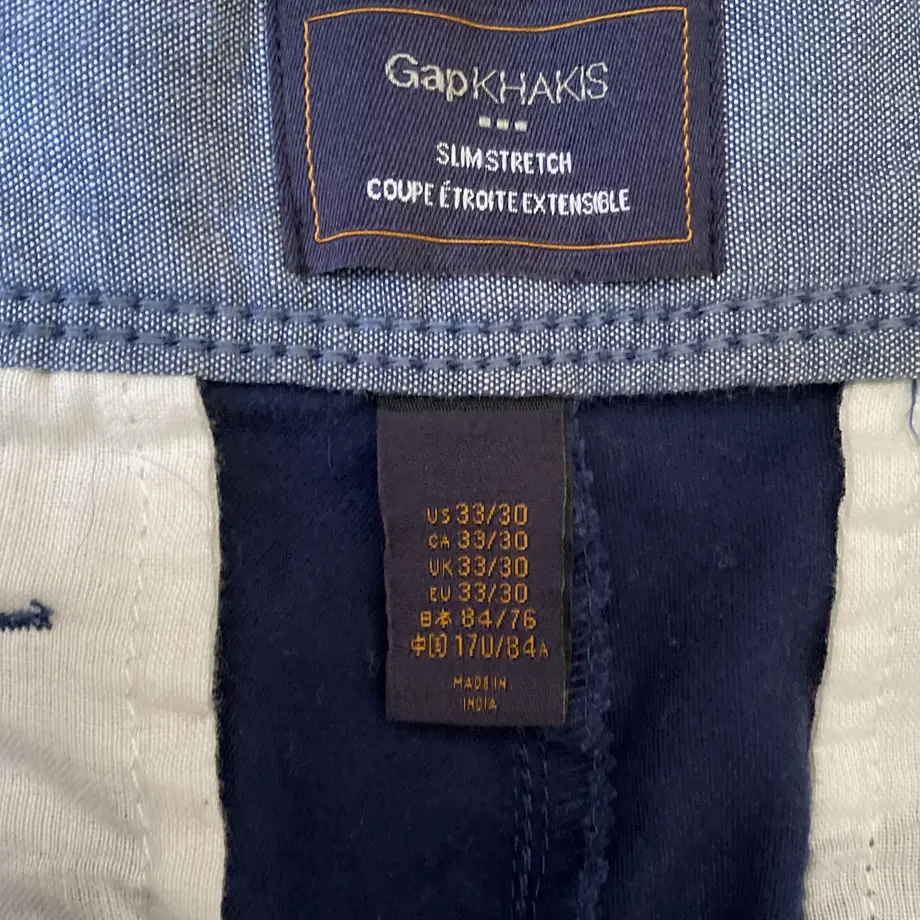 GapKHAKIS
SLIM STRETCH
COUPE ÉTROITE EXTENSIBLE
US 33/30
CA 33/30
UK 33/30
EU 33/30
日本 84/76
中国 170/84A
MADE IN
INDIA